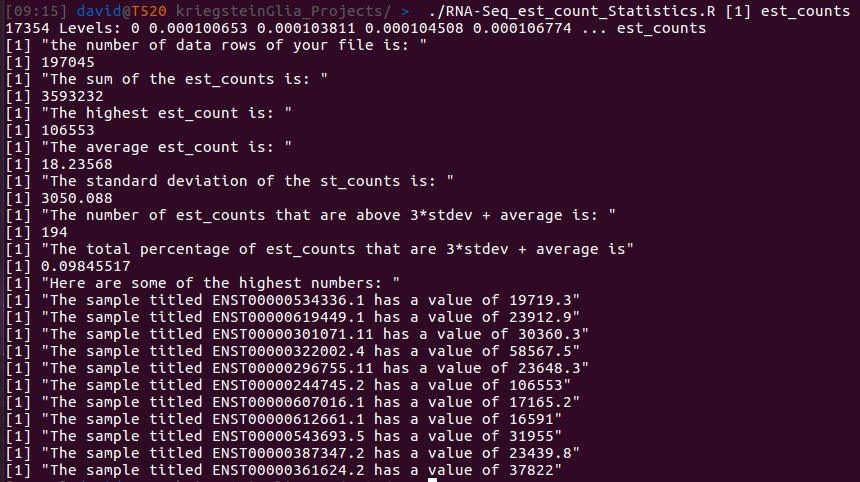 [09:15] david@T520 kriegsteinGlia_Projects/ > ./RNA-Seq_est_count_Statistics.R [1] est_counts
17354 Levels: 0 0.000100653 0.000103811 0.000104508 0.000106774 ... est_counts
[1] "the number of data rows of your file is: "
[1] 197045
[1] "The sum of the est_counts is: "
[1] 3593232
[1] "The highest est_count is: "
[1] 106553
[1] "The average est_count is: "
[1] 18.23568
[1] "The standard deviation of the st_counts is: "
[1] 3050.088
[1] "The number of est_counts that are above 3*stdev + average is: "
[1] 194
[1] "The total percentage of est_counts that are 3*stdev + average is"
[1] 0.09845517
[1] "Here are some of the highest numbers: "
[1] "The sample titled ENST00000534336.1 has a value of 19719.3"
[1] "The sample titled ENST00000619449.1 has a value of 23912.9"
[1] "The sample titled ENST00000301071.11 has a value of 30360.3"
[1] "The sample titled ENST00000322002.4 has a value of 58567.5"
[1] "The sample titled ENST00000296755.11 has a value of 23648.3"
[1] "The sample titled ENST00000244745.2 has a value of 106553"
[1] "The sample titled ENST00000607016.1 has a value of 17165.2"
[1] "The sample titled ENST00000612661.1 has a value of 16591"
[1] "The sample titled ENST00000543693.5 has a value of 31955"
[1] "The sample titled ENST00000387347.2 has a value of 23439.8"
[1] "The sample titled ENST00000361624.2 has a value of 37822"